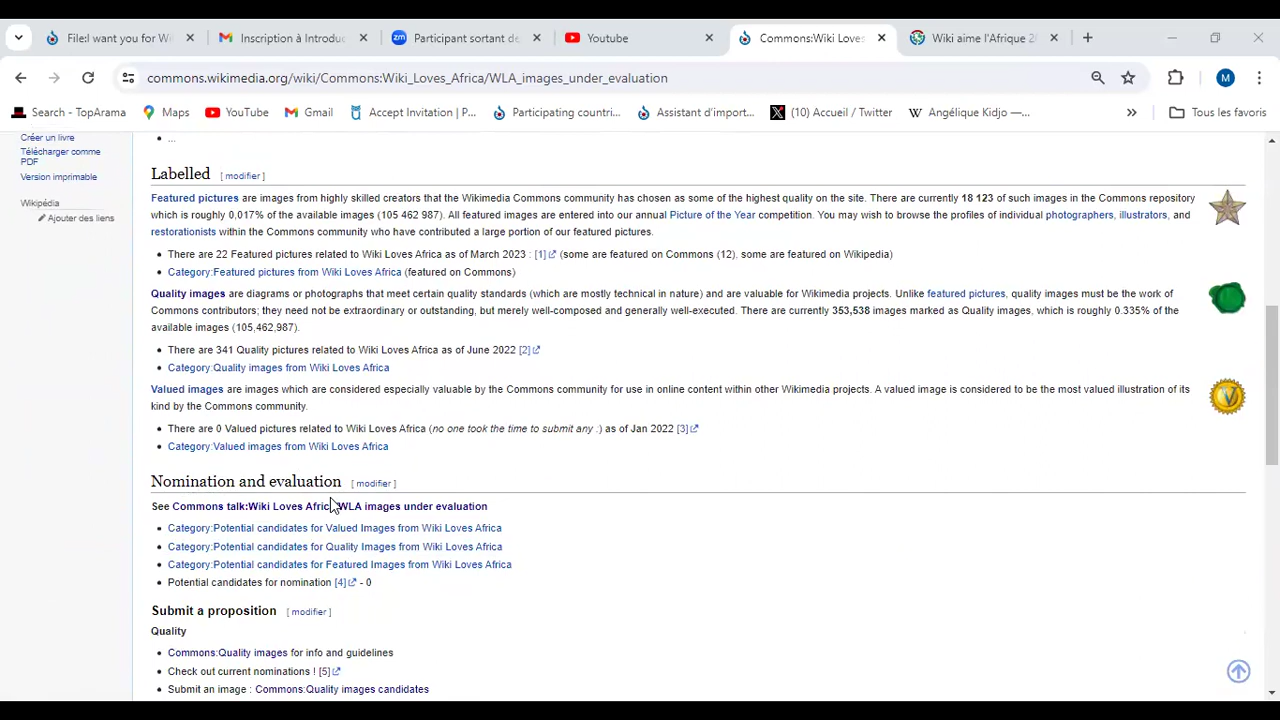 File:I want you for Wi
Inscription à Introduc
Participant sortant de
Youtube
Commons:Wiki Loves
Wiki aime l'Afrique 2
commons.wikimedia.org/wiki/Commons:Wiki_Loves_Africa/WLA_images_under_evaluation
M
Search - TopArama
Maps
YouTube
Gmail
Accept Invitation | P...
Participating countri...
Assistant d'import...
(10) Accueil / Twitter
Angélique Kidjo —...
»
Tous les favoris
Créer un livre
Télécharger comme
PDF
Version imprimable
Wikipédia
Ajouter des liens
• ...
Labelled [ modifier ]
Featured pictures are images from highly skilled creators that the Wikimedia Commons community has chosen as some of the highest quality on the site. There are currently 18 123 of such images in the Commons repository
which is roughly 0,017% of the available images (105 462 987). All featured images are entered into our annual Picture of the Year competition. You may wish to browse the profiles of individual photographers, illustrators, and
restorationists within the Commons community who have contributed a large portion of our featured pictures.
• There are 22 Featured pictures related to Wiki Loves Africa as of March 2023 : [1] (some are featured on Commons (12), some are featured on Wikipedia)
• Category:Featured pictures from Wiki Loves Africa (featured on Commons)
Quality images are diagrams or photographs that meet certain quality standards (which are mostly technical in nature) and are valuable for Wikimedia projects. Unlike featured pictures, quality images must be the work of
Commons contributors; they need not be extraordinary or outstanding, but merely well-composed and generally well-executed. There are currently 353,538 images marked as Quality images, which is roughly 0.335% of the
available images (105,462,987).
• There are 341 Quality pictures related to Wiki Loves Africa as of June 2022 [2]
• Category:Quality images from Wiki Loves Africa
Valued images are images which are considered especially valuable by the Commons community for use in online content within other Wikimedia projects. A valued image is considered to be the most valued illustration of its
kind by the Commons community.
• There are 0 Valued pictures related to Wiki Loves Africa (no one took the time to submit any :) as of Jan 2022 [3]
• Category:Valued images from Wiki Loves Africa
Nomination and evaluation [ modifier ]
See Commons talk:Wiki Loves Afric WLA images under evaluation
• Category:Potential candidates for Valued Images from Wiki Loves Africa
• Category:Potential candidates for Quality Images from Wiki Loves Africa
• Category:Potential candidates for Featured Images from Wiki Loves Africa
• Potential candidates for nomination [4] - 0
Submit a proposition [ modifier ]
Quality
• Commons:Quality images for info and guidelines
• Check out current nominations ! [5]
• Submit an image : Commons:Quality images candidates